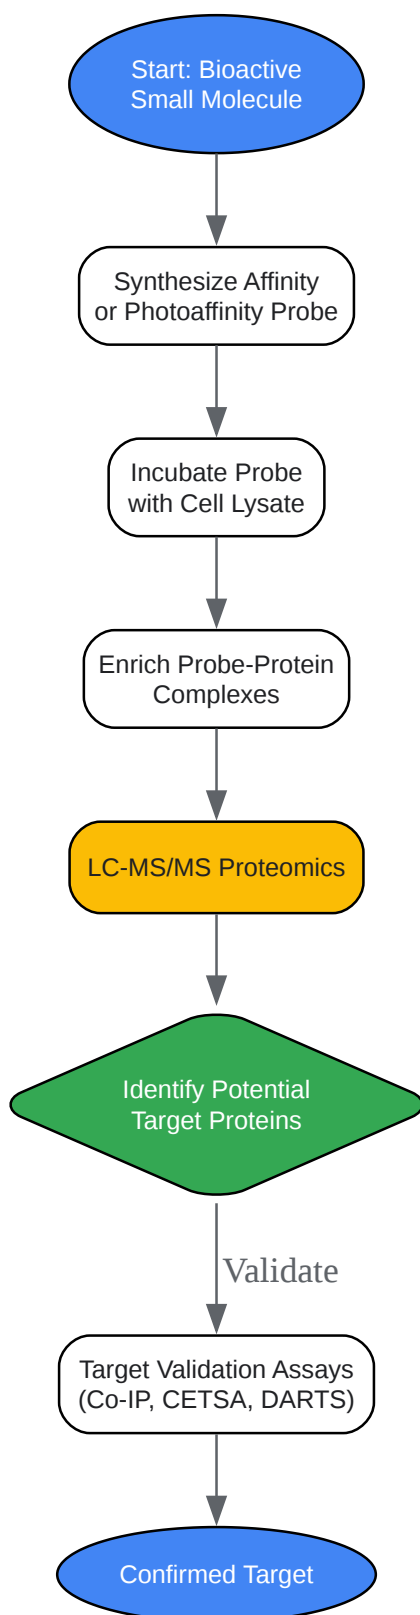 Start: Bioactive
Small Molecule
Synthesize Affinity
or Photoaffinity Probe
Incubate Probe
with Cell Lysate
Enrich Probe-Protein
Complexes
LC-MS/MS Proteomics
Identify Potential
Target Proteins
Validate
Target Validation Assays
(Co-IP, CETSA, DARTS)
Confirmed Target